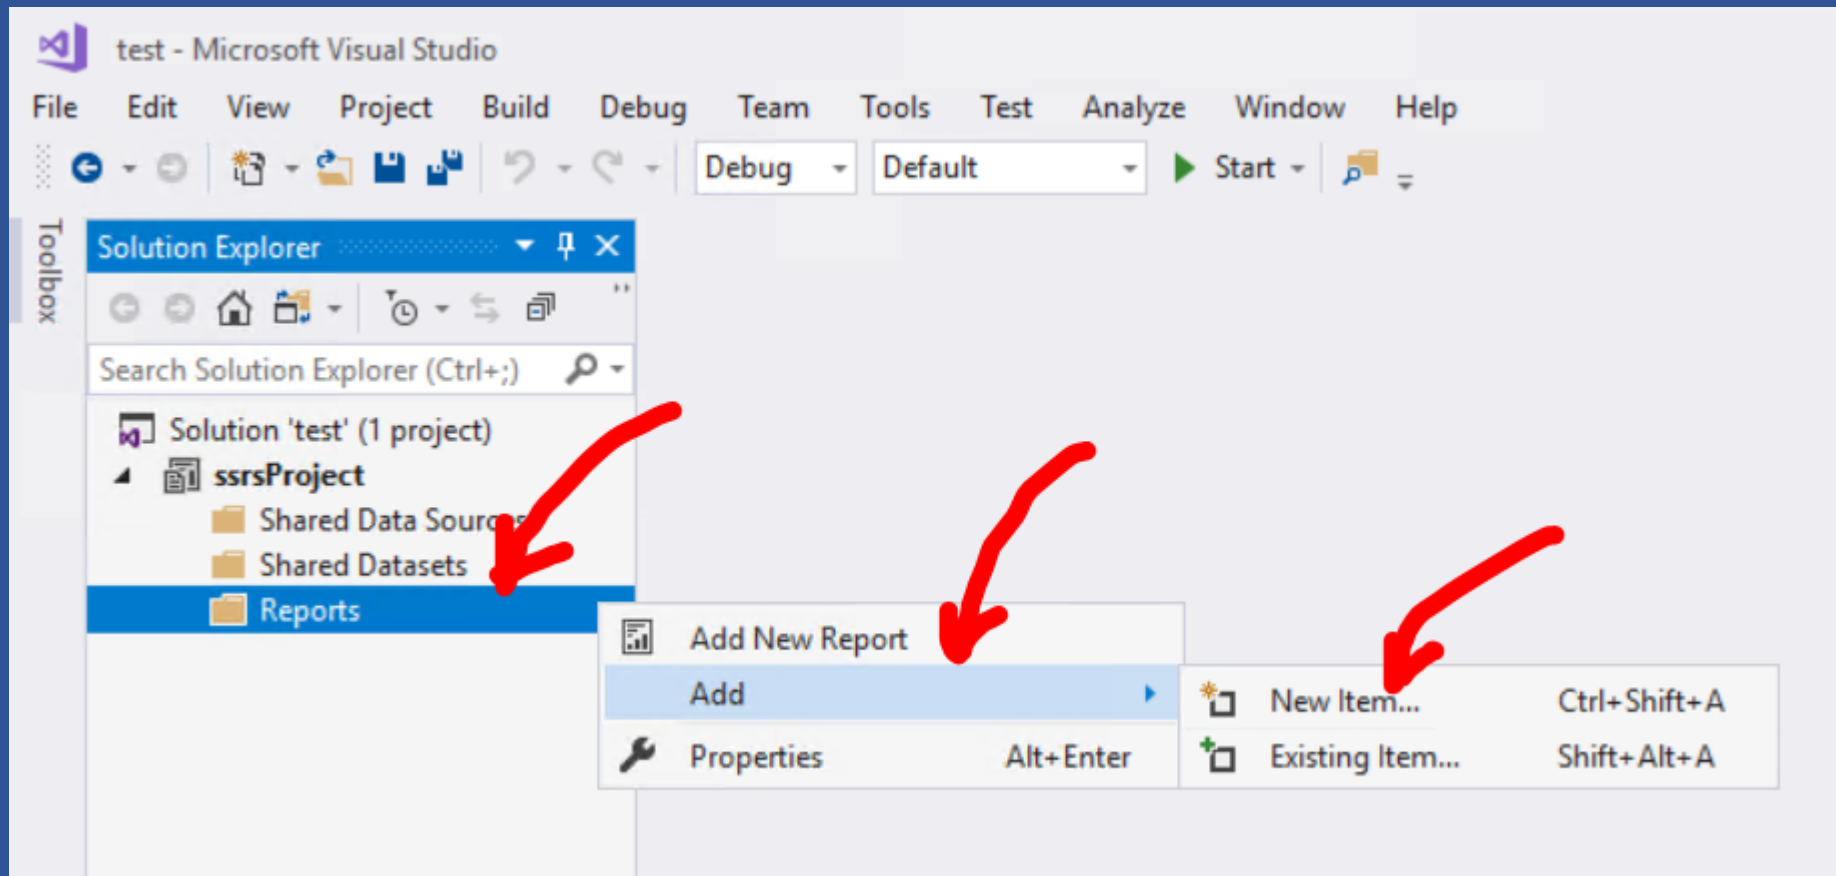 test - Microsoft Visual Studio
File Edit View Project Build Debug Team Tools Test Analyze Window Help
Debug Default Start
Toolbox
Solution Explorer
Search Solution Explorer (Ctrl+;)
Solution 'test' (1 project)
ssrsProject
Shared Data Sources
Shared Datasets
Reports
Add New Report
Add
Properties Alt+Enter
New Item... Ctrl+Shift+A
Existing Item... Shift+Alt+A